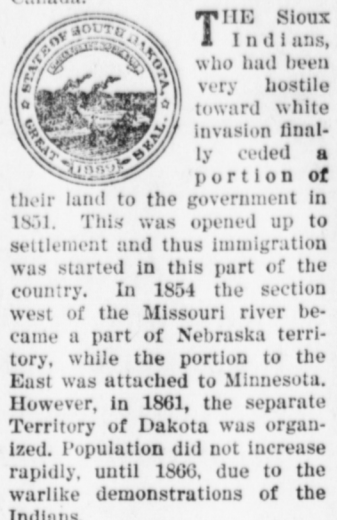 Canada.
STATE OF SOUTH DAKOTA.
GREAT SEAL.
1889
THE Sioux
Indians,
who had been
very hostile
toward white
invasion final-
ly ceded a
portion of
their land to the government in
1851. This was opened up to
settlement and thus immigration
was started in this part of the
country. In 1854 the section
west of the Missouri river be-
came a part of Nebraska terri-
tory, while the portion to the
East was attached to Minnesota.
However, in 1861, the separate
Territory of Dakota was organ-
ized. Population did not increase
rapidly, until 1866, due to the
warlike demonstrations of the
Indians.